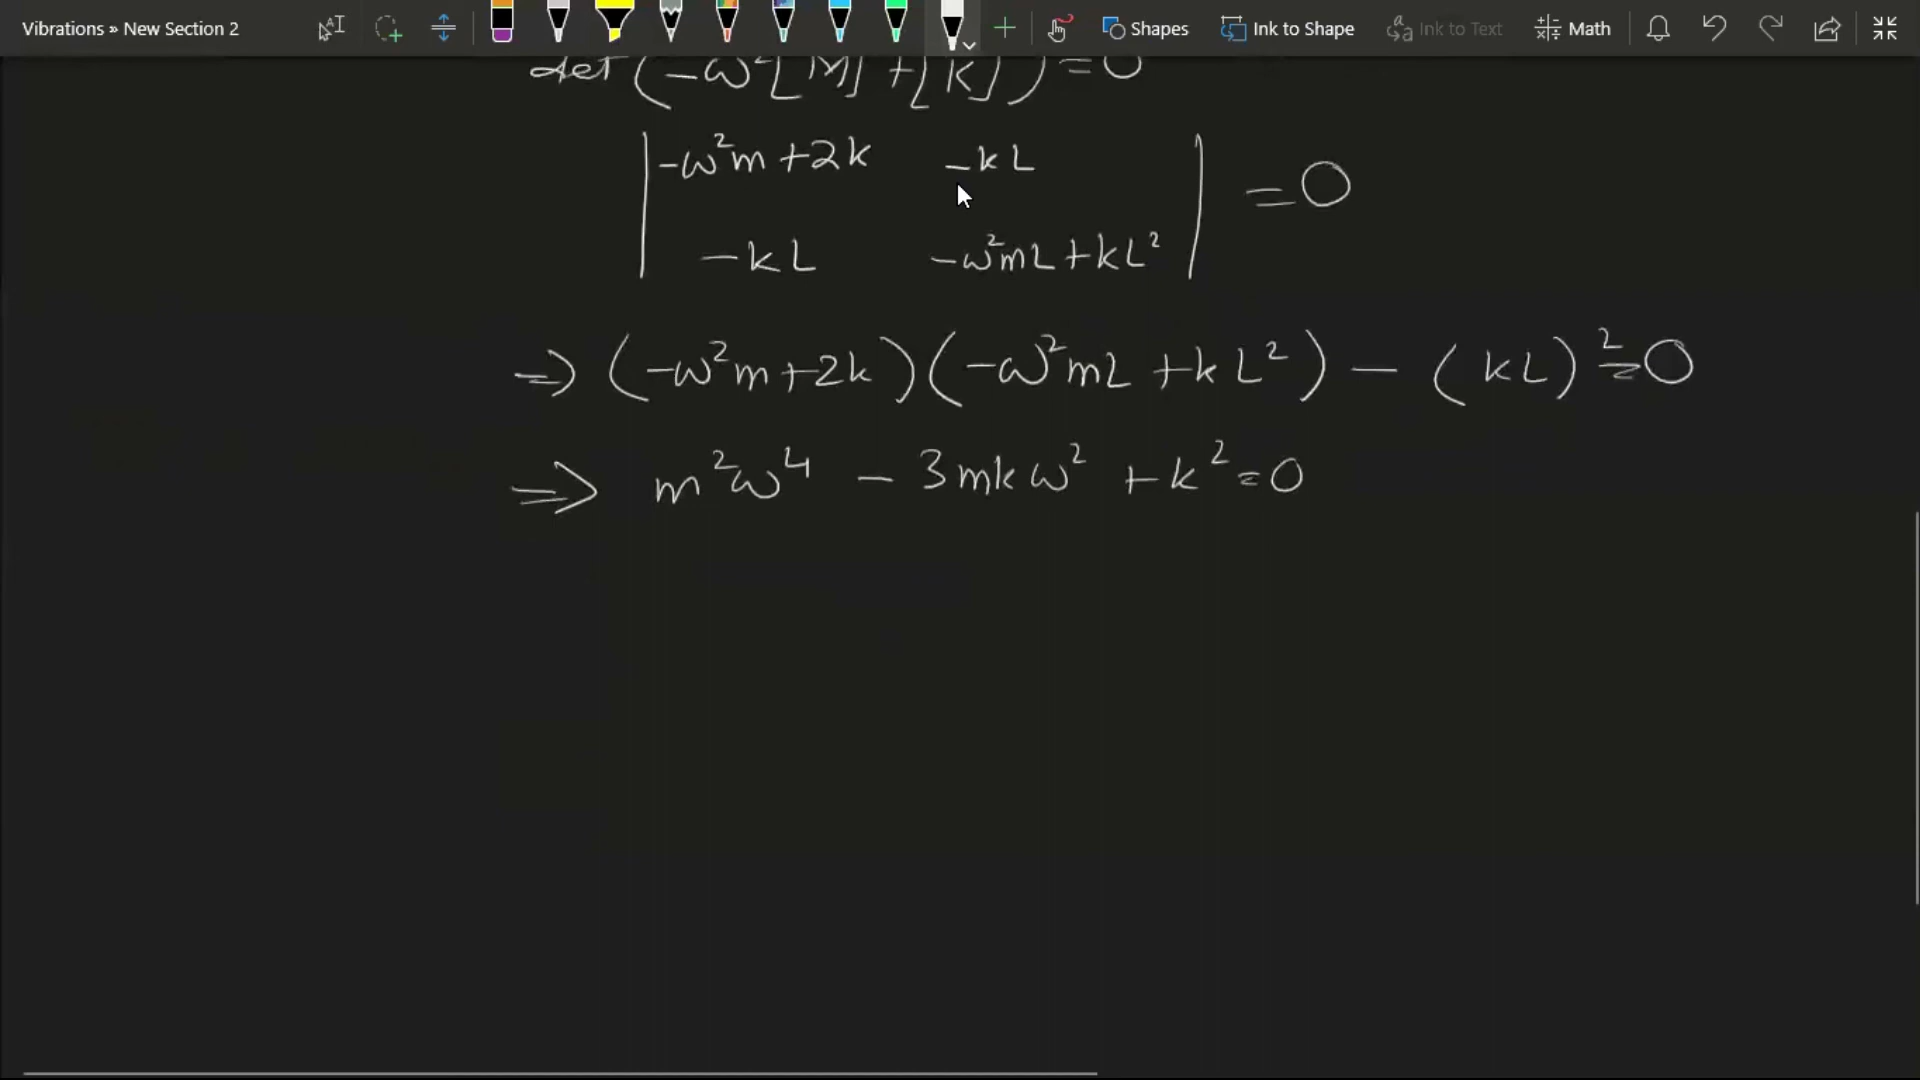 Vibrations » New Section 2 Shapes Ink to Shape Ink to Text Math
det(-ω²[M]+[K])=0
-ω²m+2k -kL
=0
-kL -ω²mL+kL²
=> (-ω²m+2k)(-ω²mL+kL²)-(kL)²=0
=> m²ω⁴ - 3mkω² +k²=0